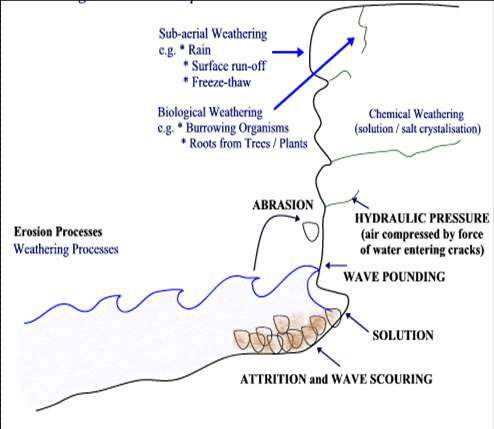 Sub-aerial Weathering
e.g. * Rain
* Surface run-off
* Freeze-thaw
Biological Weathering
e.g. * Burrowing Organisms
* Roots from Trees / Plants
Chemical Weathering
(solution / salt crystalisation)
ABRASION
HYDRAULIC PRESSURE
(air compressed by force
of water entering cracks)
Erosion Processes
Weathering Processes
WAVE POUNDING
SOLUTION
ATTRITION and WAVE SCOURING